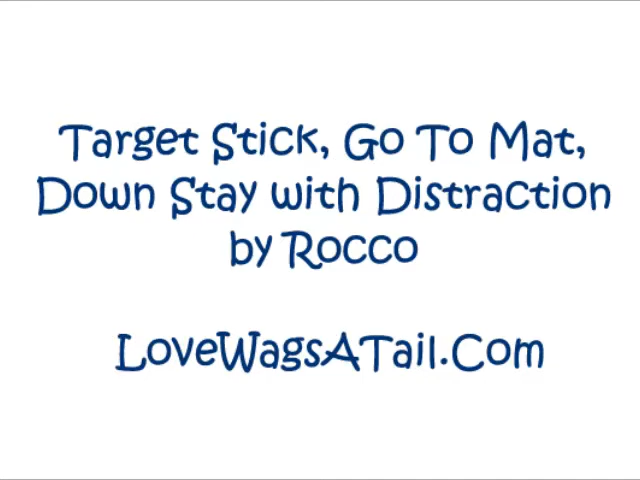 Target Stick, Go To Mat,
Down Stay with Distraction
by Rocco
LoveWagsATail.Com